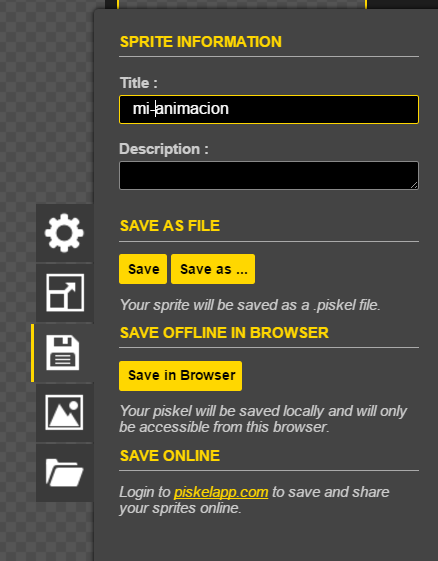 SPRITE INFORMATION
Title :
mi-animacion
Description :
SAVE AS FILE
Save Save as ...
Your sprite will be saved as a .piskel file.
SAVE OFFLINE IN BROWSER
Save in Browser
Your piskel will be saved locally and will only
be accessible from this browser.
SAVE ONLINE
Login to piskelapp.com to save and share
your sprites online.